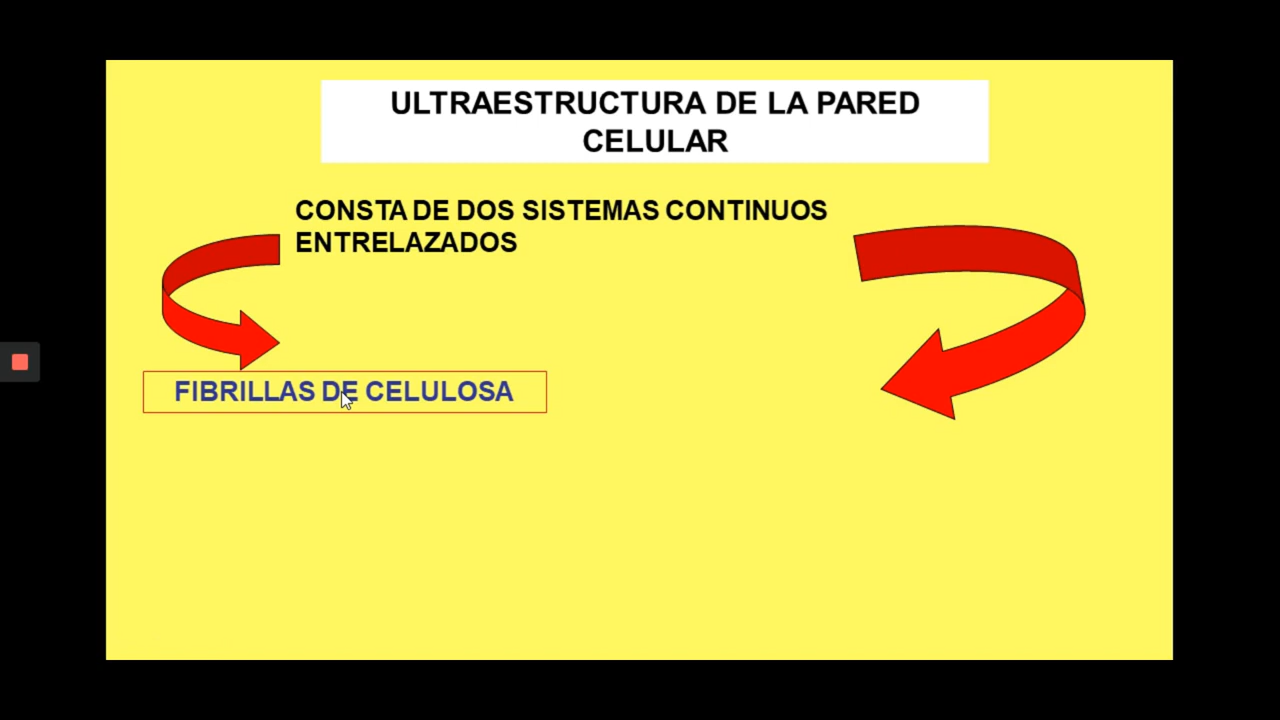 ULTRAESTRUCTURA DE LA PARED
CELULAR
CONSTA DE DOS SISTEMAS CONTINUOS
ENTRELAZADOS
FIBRILLAS DE CELULOSA